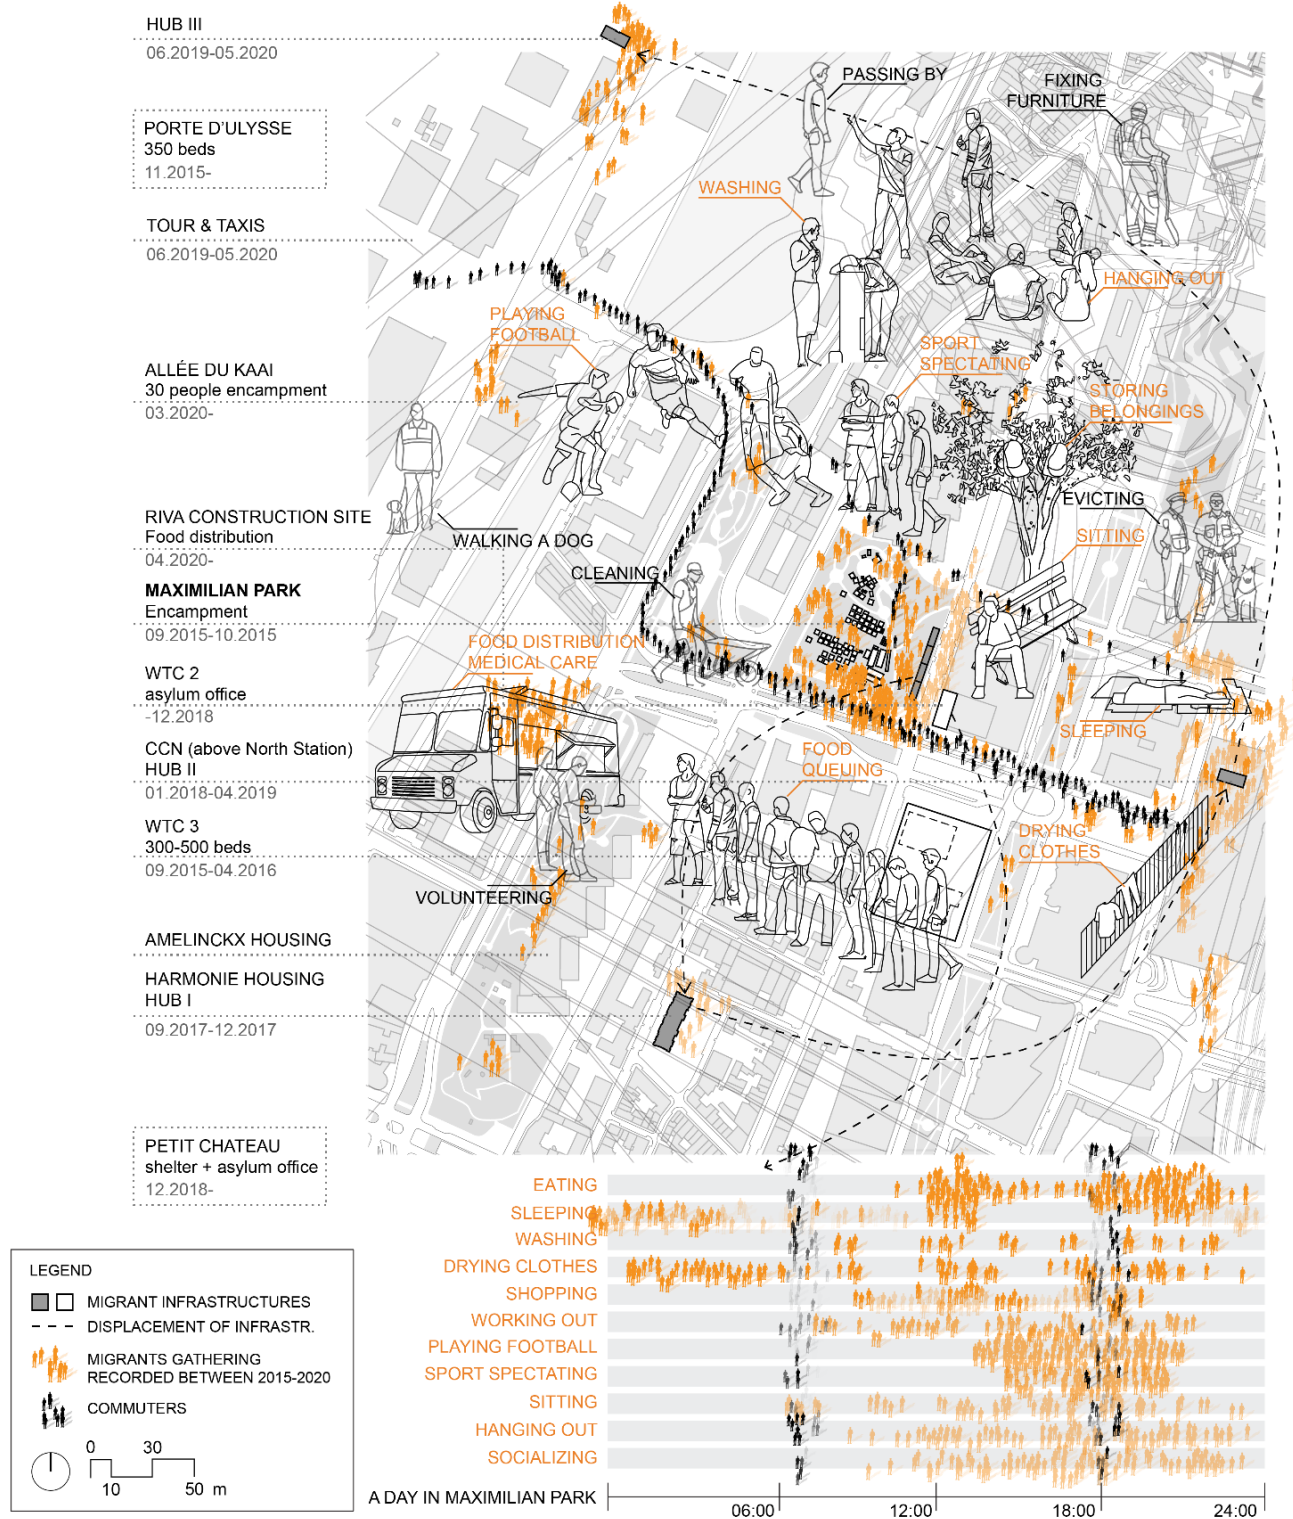 HUB III
06.2019-05.2020
PORTE D'ULYSSE
350 beds
11.2015-
TOUR & TAXIS
06.2019-05.2020
ALLÉE DU KAAI
30 people encampment
03.2020-
RIVA CONSTRUCTION SITE
Food distribution
04.2020-
MAXIMILIAN PARK
Encampment
09.2015-10.2015
WTC 2
asylum office
-12.2018
CCN (above North Station)
HUB II
01.2018-04.2019
WTC 3
300-500 beds
09.2015-04.2016
AMELINCKX HOUSING
HARMONIE HOUSING
HUB I
09.2017-12.2017
PETIT CHATEAU
shelter + asylum office
12.2018-
PASSING BY
FIXING
FURNITURE
WASHING
HANGING OUT
PLAYING
FOOTBALL
SPORT
SPECTATING
STORING
BELONGINGS
EVICTING
SITTING
WALKING A DOG
CLEANING
FOOD DISTRIBUTION
MEDICAL CARE
SLEEPING
FOOD
QUEUING
DRYING
CLOTHES
VOLUNTEERING
EATING
SLEEPING
WASHING
DRYING CLOTHES
SHOPPING
WORKING OUT
PLAYING FOOTBALL
SPORT SPECTATING
SITTING
HANGING OUT
SOCIALIZING
A DAY IN MAXIMILIAN PARK
06:00
12:00
18:00
24:00
LEGEND
MIGRANT INFRASTRUCTURES
DISPLACEMENT OF INFRASTR.
MIGRANTS GATHERING
RECORDED BETWEEN 2015-2020
COMMUTERS
0 30
10 50 m